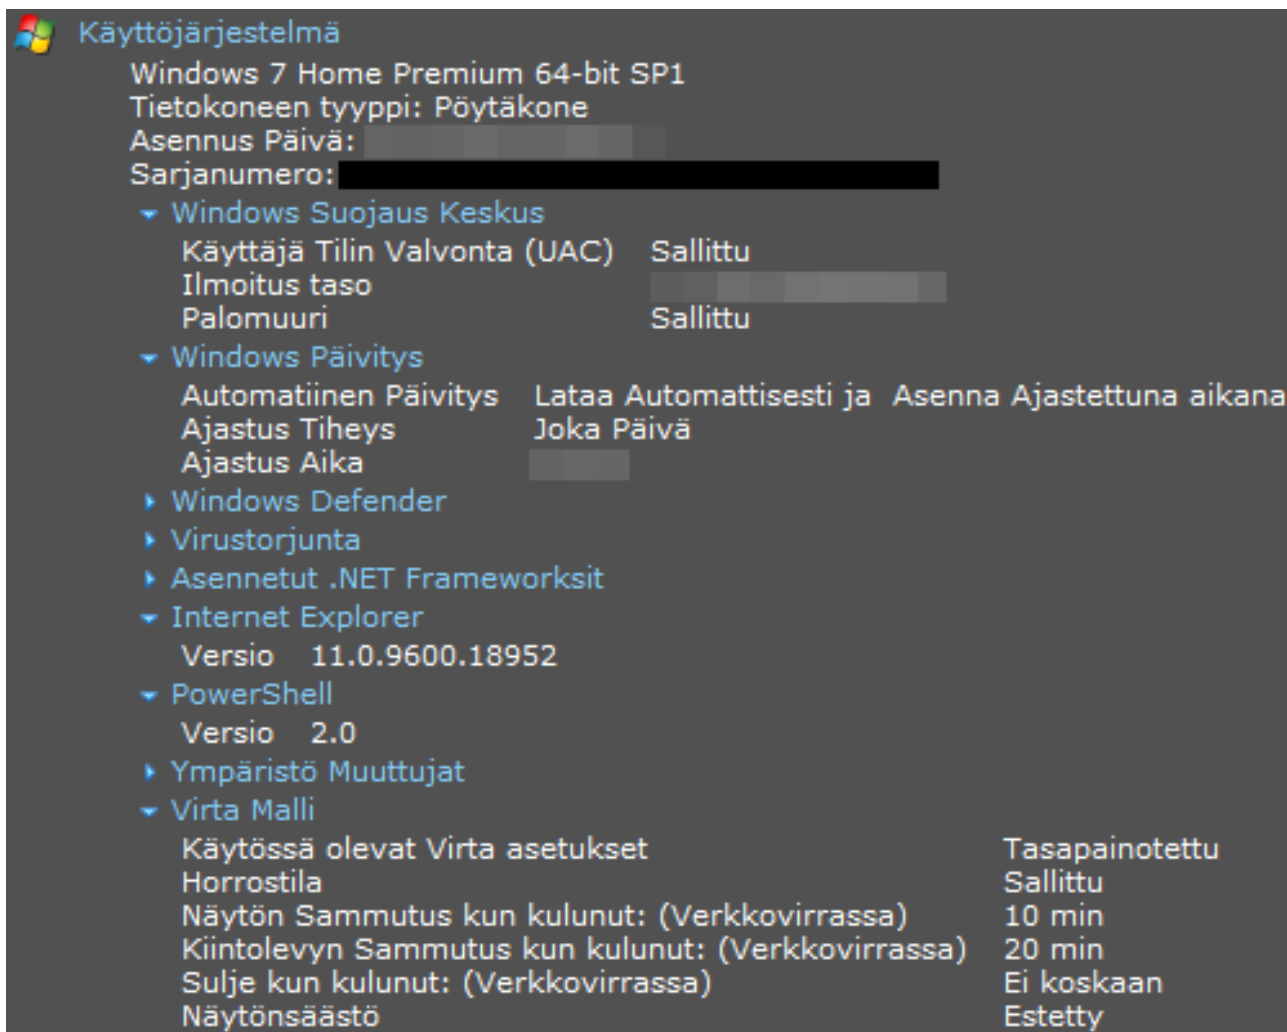 Käyttöjärjestelmä
Windows 7 Home Premium 64-bit SP1
Tietokoneen tyyppi: Pöytäkone
Asennus Päivä:
Sarjanumero:
Windows Suojaus Keskus
Käyttäjä Tilin Valvonta (UAC) Sallittu
Ilmoitus taso
Palomuuri Sallittu
Windows Päivitys
Automatiinen Päivitys Lataa Automattisesti ja Asenna Ajastettuna aikana
Ajastus Tiheys Joka Päivä
Ajastus Aika
Windows Defender
Virustorjunta
Asennetut .NET Frameworksit
Internet Explorer
Versio 11.0.9600.18952
PowerShell
Versio 2.0
Ympäristö Muuttujat
Virta Malli
Käytössä olevat Virta asetukset Tasapainotettu
Horrostila Sallittu
Näytön Sammutus kun kulunut: (Verkkovirrassa) 10 min
Kiintolevyn Sammutus kun kulunut: (Verkkovirrassa) 20 min
Sulje kun kulunut: (Verkkovirrassa) Ei koskaan
Näytönsäästö Estetty